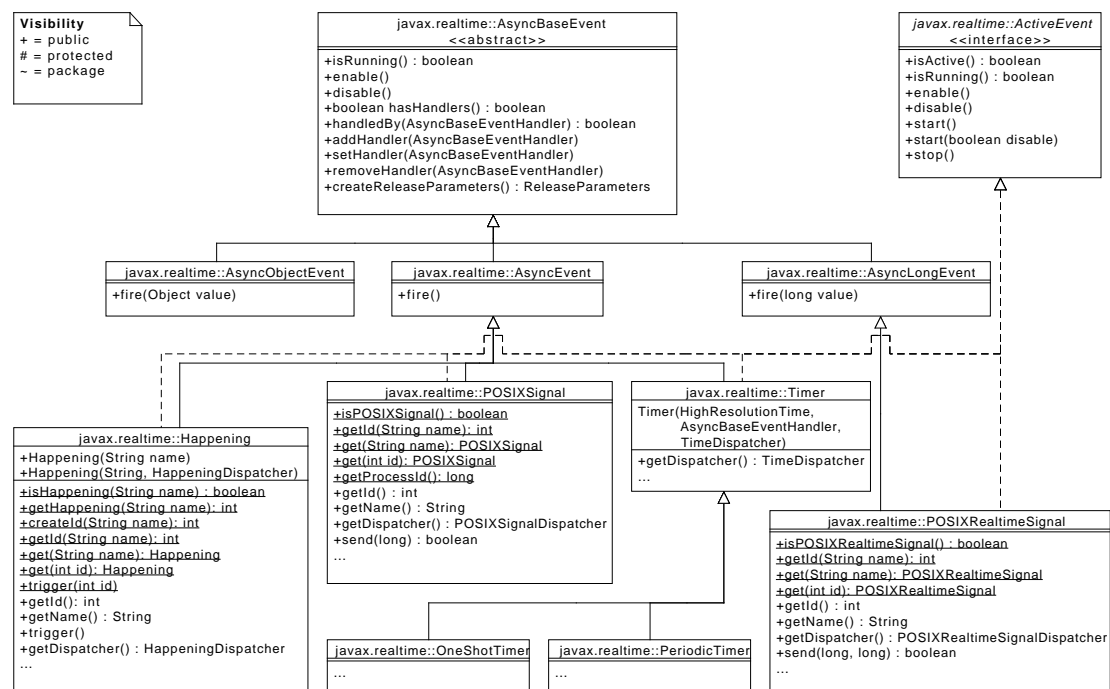 Visibility
+ = public
# = protected
~ = package
javax.realtime::AsyncBaseEvent
<<abstract>>
+isRunning() : boolean
+enable()
+disable()
+boolean hasHandlers() : boolean
+handledBy(AsyncBaseEventHandler) : boolean
+addHandler(AsyncBaseEventHandler)
+setHandler(AsyncBaseEventHandler)
+removeHandler(AsyncBaseEventHandler)
+createReleaseParameters() : ReleaseParameters
javax.realtime::ActiveEvent
<<interface>>
+isActive() : boolean
+isRunning() : boolean
+enable()
+disable()
+start()
+start(boolean disable)
+stop()
javax.realtime::AsyncObjectEvent
+fire(Object value)
javax.realtime::AsyncEvent
+fire()
javax.realtime::AsyncLongEvent
+fire(long value)
javax.realtime::Happening
+Happening(String name)
+Happening(String, HappeningDispatcher)
+isHappening(String name) : boolean
+getHappening(String name): int
+createId(String name): int
+getId(String name): int
+get(String name): Happening
+get(int id): Happening
+trigger(int id)
+getId(): int
+getName() : String
+trigger()
+getDispatcher() : HappeningDispatcher
...
javax.realtime::POSIXSignal
+isPOSIXSignal() : boolean
+getId(String name): int
+get(String name): POSIXSignal
+get(int id): POSIXSignal
+getProcessId(): long
+getId() : int
+getName() : String
+getDispatcher() : POSIXSignalDispatcher
+send(long) : boolean
...
javax.realtime::Timer
Timer(HighResolutionTime,
AsyncBaseEventHandler,
TimeDispatcher)
+getDispatcher() : TimeDispatcher
...
javax.realtime::POSIXRealtimeSignal
+isPOSIXRealtimeSignal() : boolean
+getId(String name): int
+get(String name): POSIXRealtimeSignal
+get(int id): POSIXRealtimeSignal
+getId() : int
+getName() : String
+getDispatcher() : POSIXRealtimeSignalDispatcher
+send(long, long) : boolean
...
javax.realtime::OneShotTimer
...
javax.realtime::PeriodicTimer
...